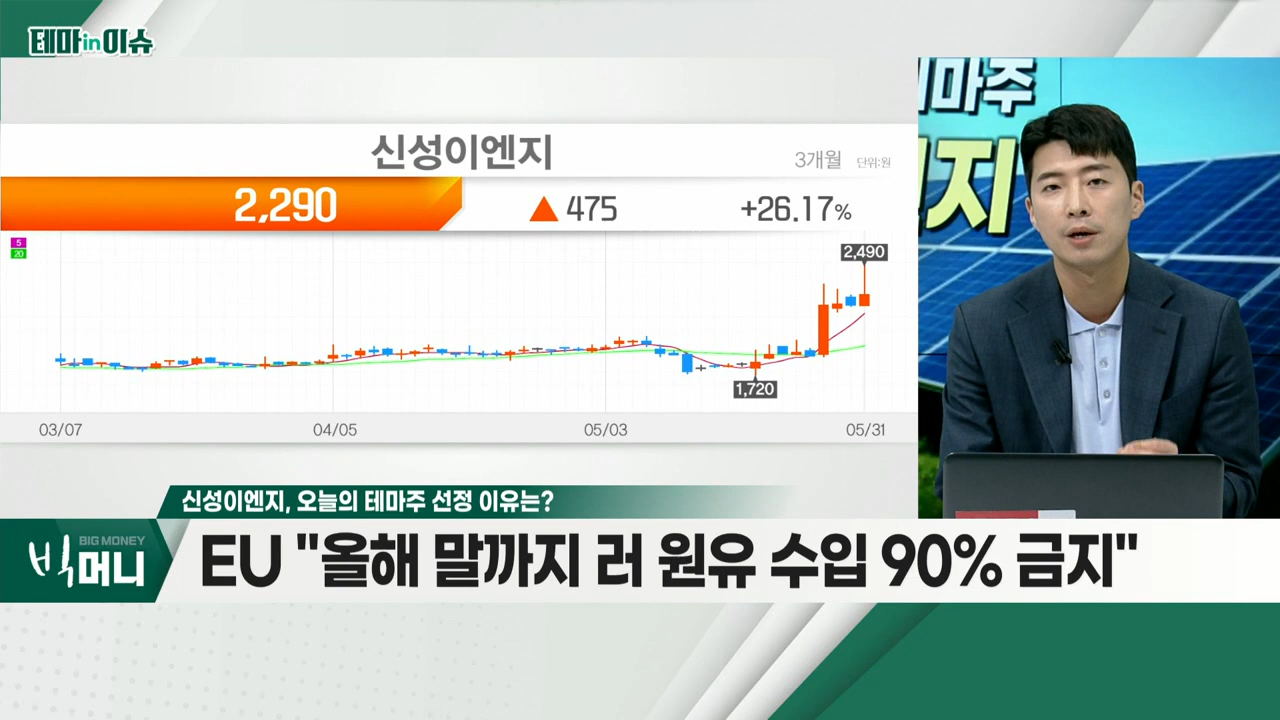 테마in이슈
테마주
지
신성이엔지
3개월 단위:원
2,290 ▲ 475 +26.17%
5
20
2,490
1,720
03/07 04/05 05/03 05/31
신성이엔지, 오늘의 테마주 선정 이유는?
BIG MONEY
빅머니
EU "올해 말까지 러 원유 수입 90% 금지"